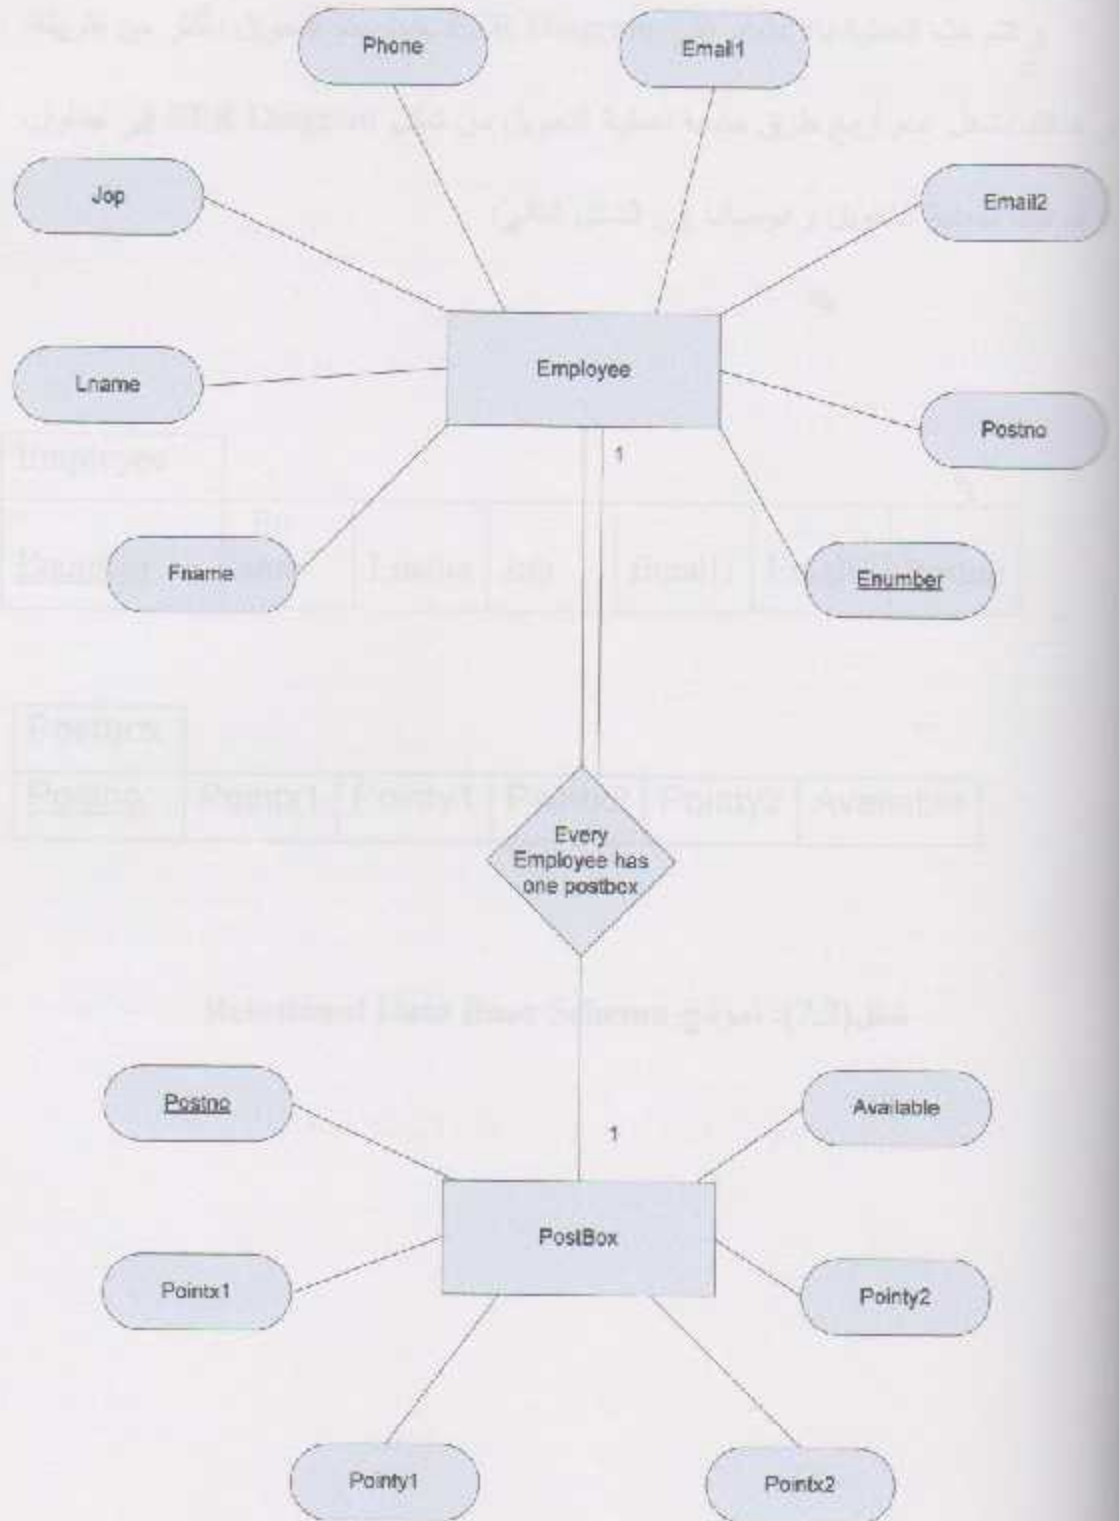 Phone
Email1
Jop
Email2
Lname
Employee
Postno
1
Fname
Enumber
Every
Employee has
one postbox
Postno
1
Available
PostBox
Pointx1
Pointy2
Pointy1
Pointx2